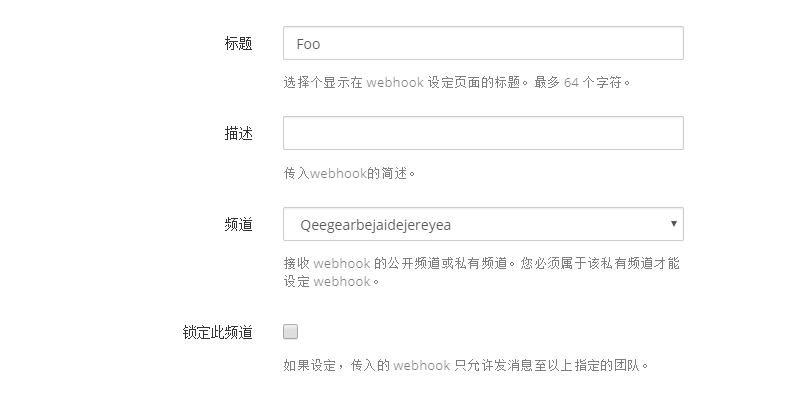 标题
Foo
选择个显示在 webhook 设定页面的标题。最多 64 个字符。
描述
传入webhook的简述。
频道
Qeegearbejaidejereyea
接收 webhook 的公开频道或私有频道。您必须属于该私有频道才能
设定 webhook。
锁定此频道
如果设定，传入的 webhook 只允许发消息至以上指定的团队。